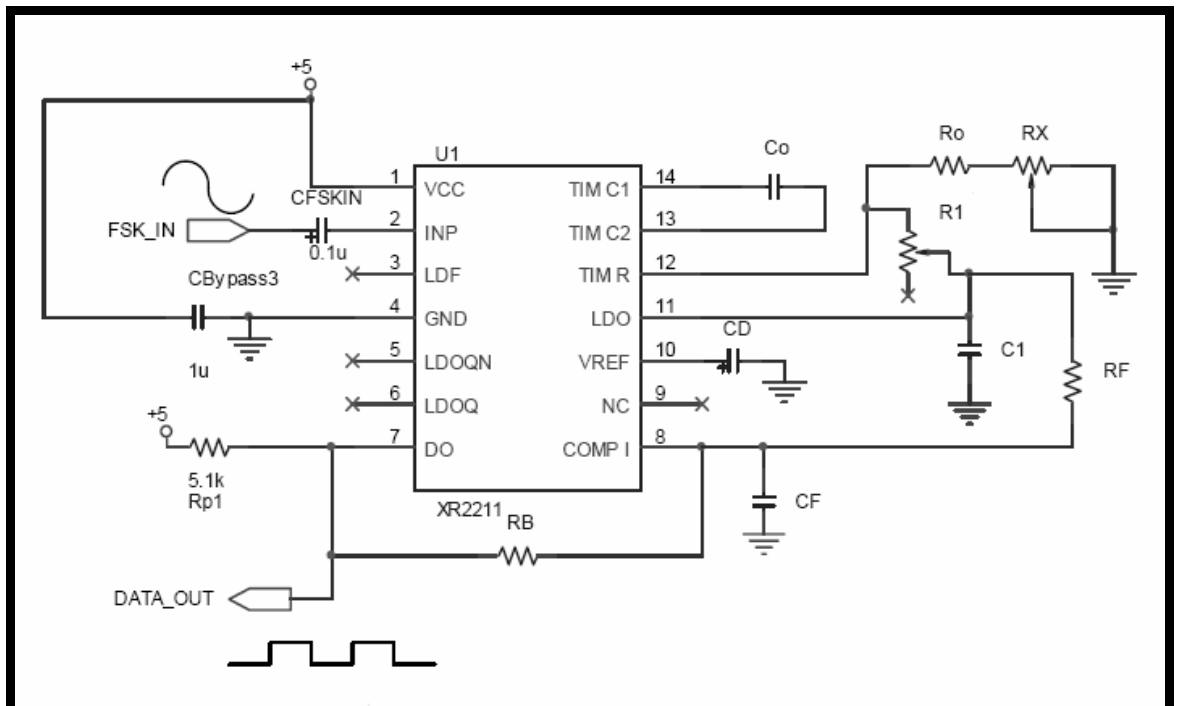 +5
U1
CFSKIN
FSK_IN
0.1u
CBypass3
1u
+5
5.1k
Rp1
DATA_OUT
1 VCC
2 INP
3 LDF
4 GND
5 LDOQN
6 LDOQ
7 DO
TIM C1 14
TIM C2 13
TIM R 12
LDO 11
VREF 10
NC 9
COMP I 8
XR2211
RB
Co
Ro
RX
R1
CD
C1
RF
CF